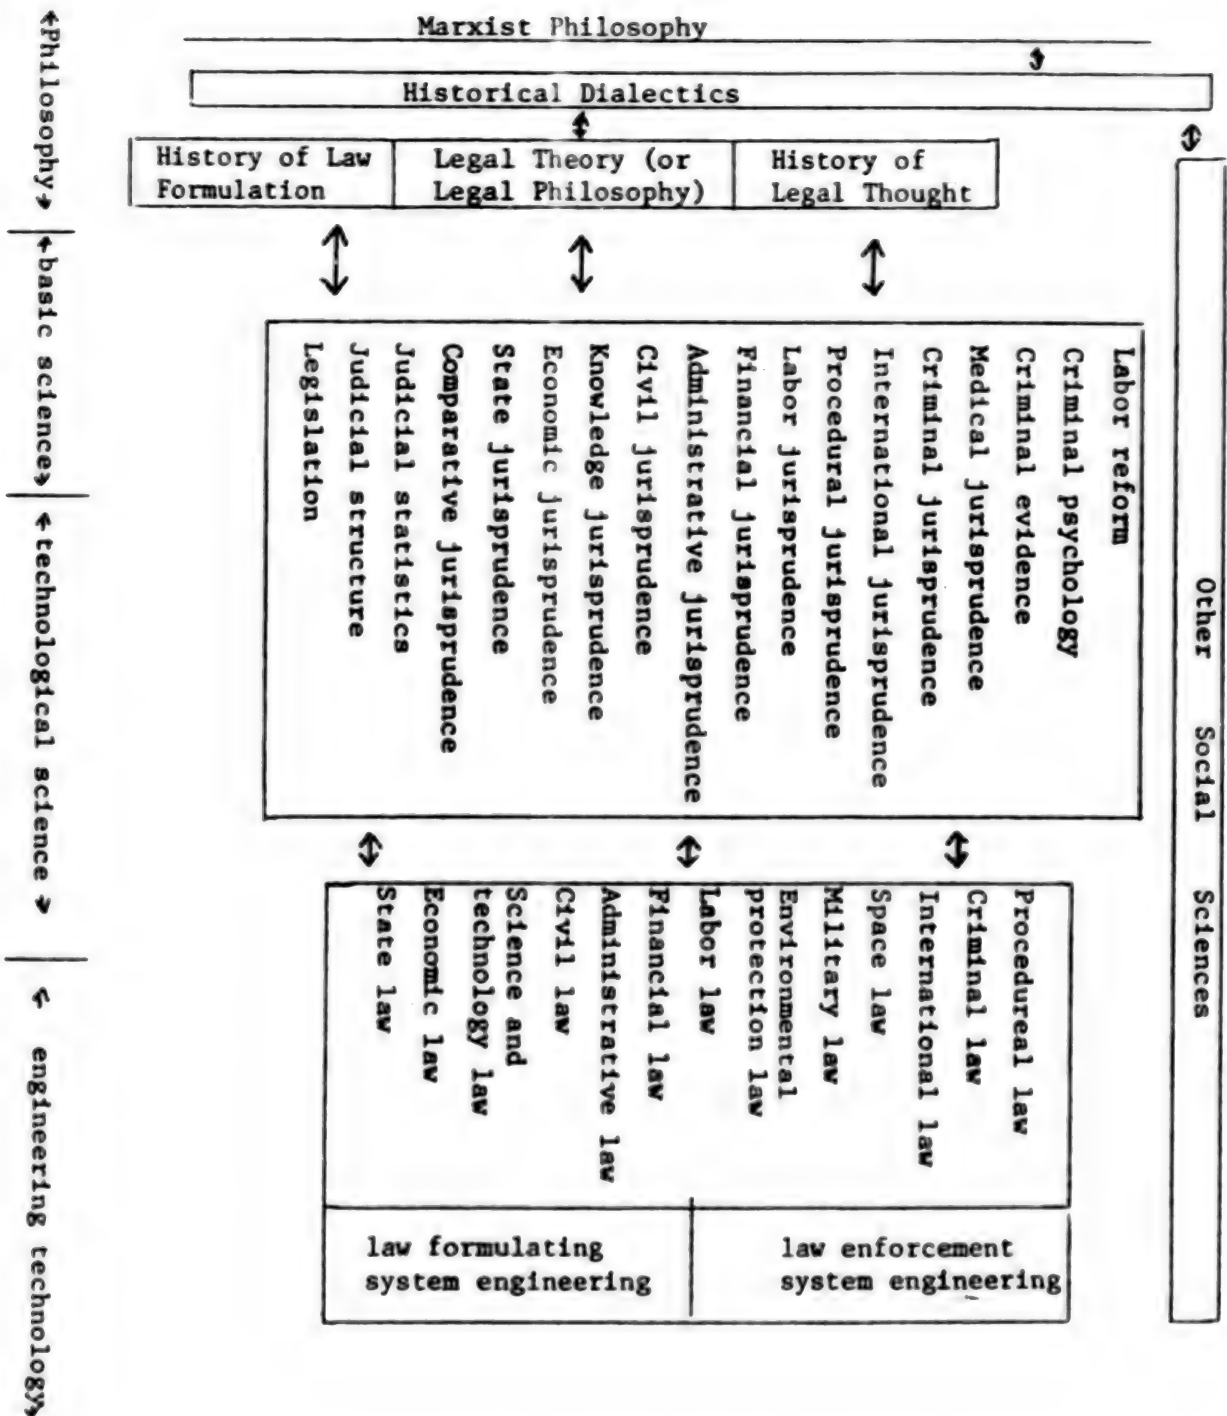 Marxist Philosophy
Historical Dialectics
History of Law
Formulation
Legal Theory (or
Legal Philosophy)
History of
Legal Thought
Labor reform
Criminal psychology
Criminal evidence
Medical jurisprudence
Criminal jurisprudence
International jurisprudence
Procedural jurisprudence
Labor jurisprudence
Financial jurisprudence
Administrative jurisprudence
Civil jurisprudence
Knowledge jurisprudence
Economic jurisprudence
State jurisprudence
Comparative jurisprudence
Judicial statistics
Judicial structure
Legislation
Procedureal law
Criminal law
International law
Space law
Military law
Environmental
protection law
Labor law
Financial law
Administrative law
Civil law
Science and
technology law
Economic law
State law
law formulating
system engineering
law enforcement
system engineering
Other Social Sciences
←Philosophy→
←basic science→
← technological science →
← engineering technology→